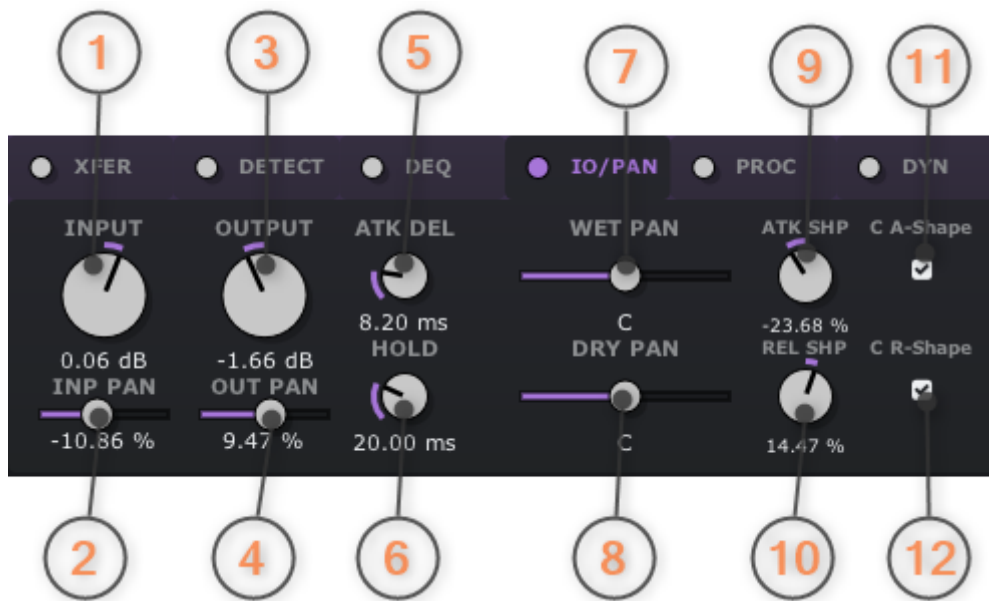 1 3 5 7 9 11
XFER DETECT DEQ IO/PAN PROC DYN
INPUT OUTPUT ATK DEL WET PAN ATK SHP C A-Shape
0.06 dB -1.66 dB 8.20 ms C -23.68 %
INP PAN OUT PAN HOLD DRY PAN REL SHP C R-Shape
-10.86 % 9.47 % 20.00 ms C 14.47 %
2 4 6 8 10 12